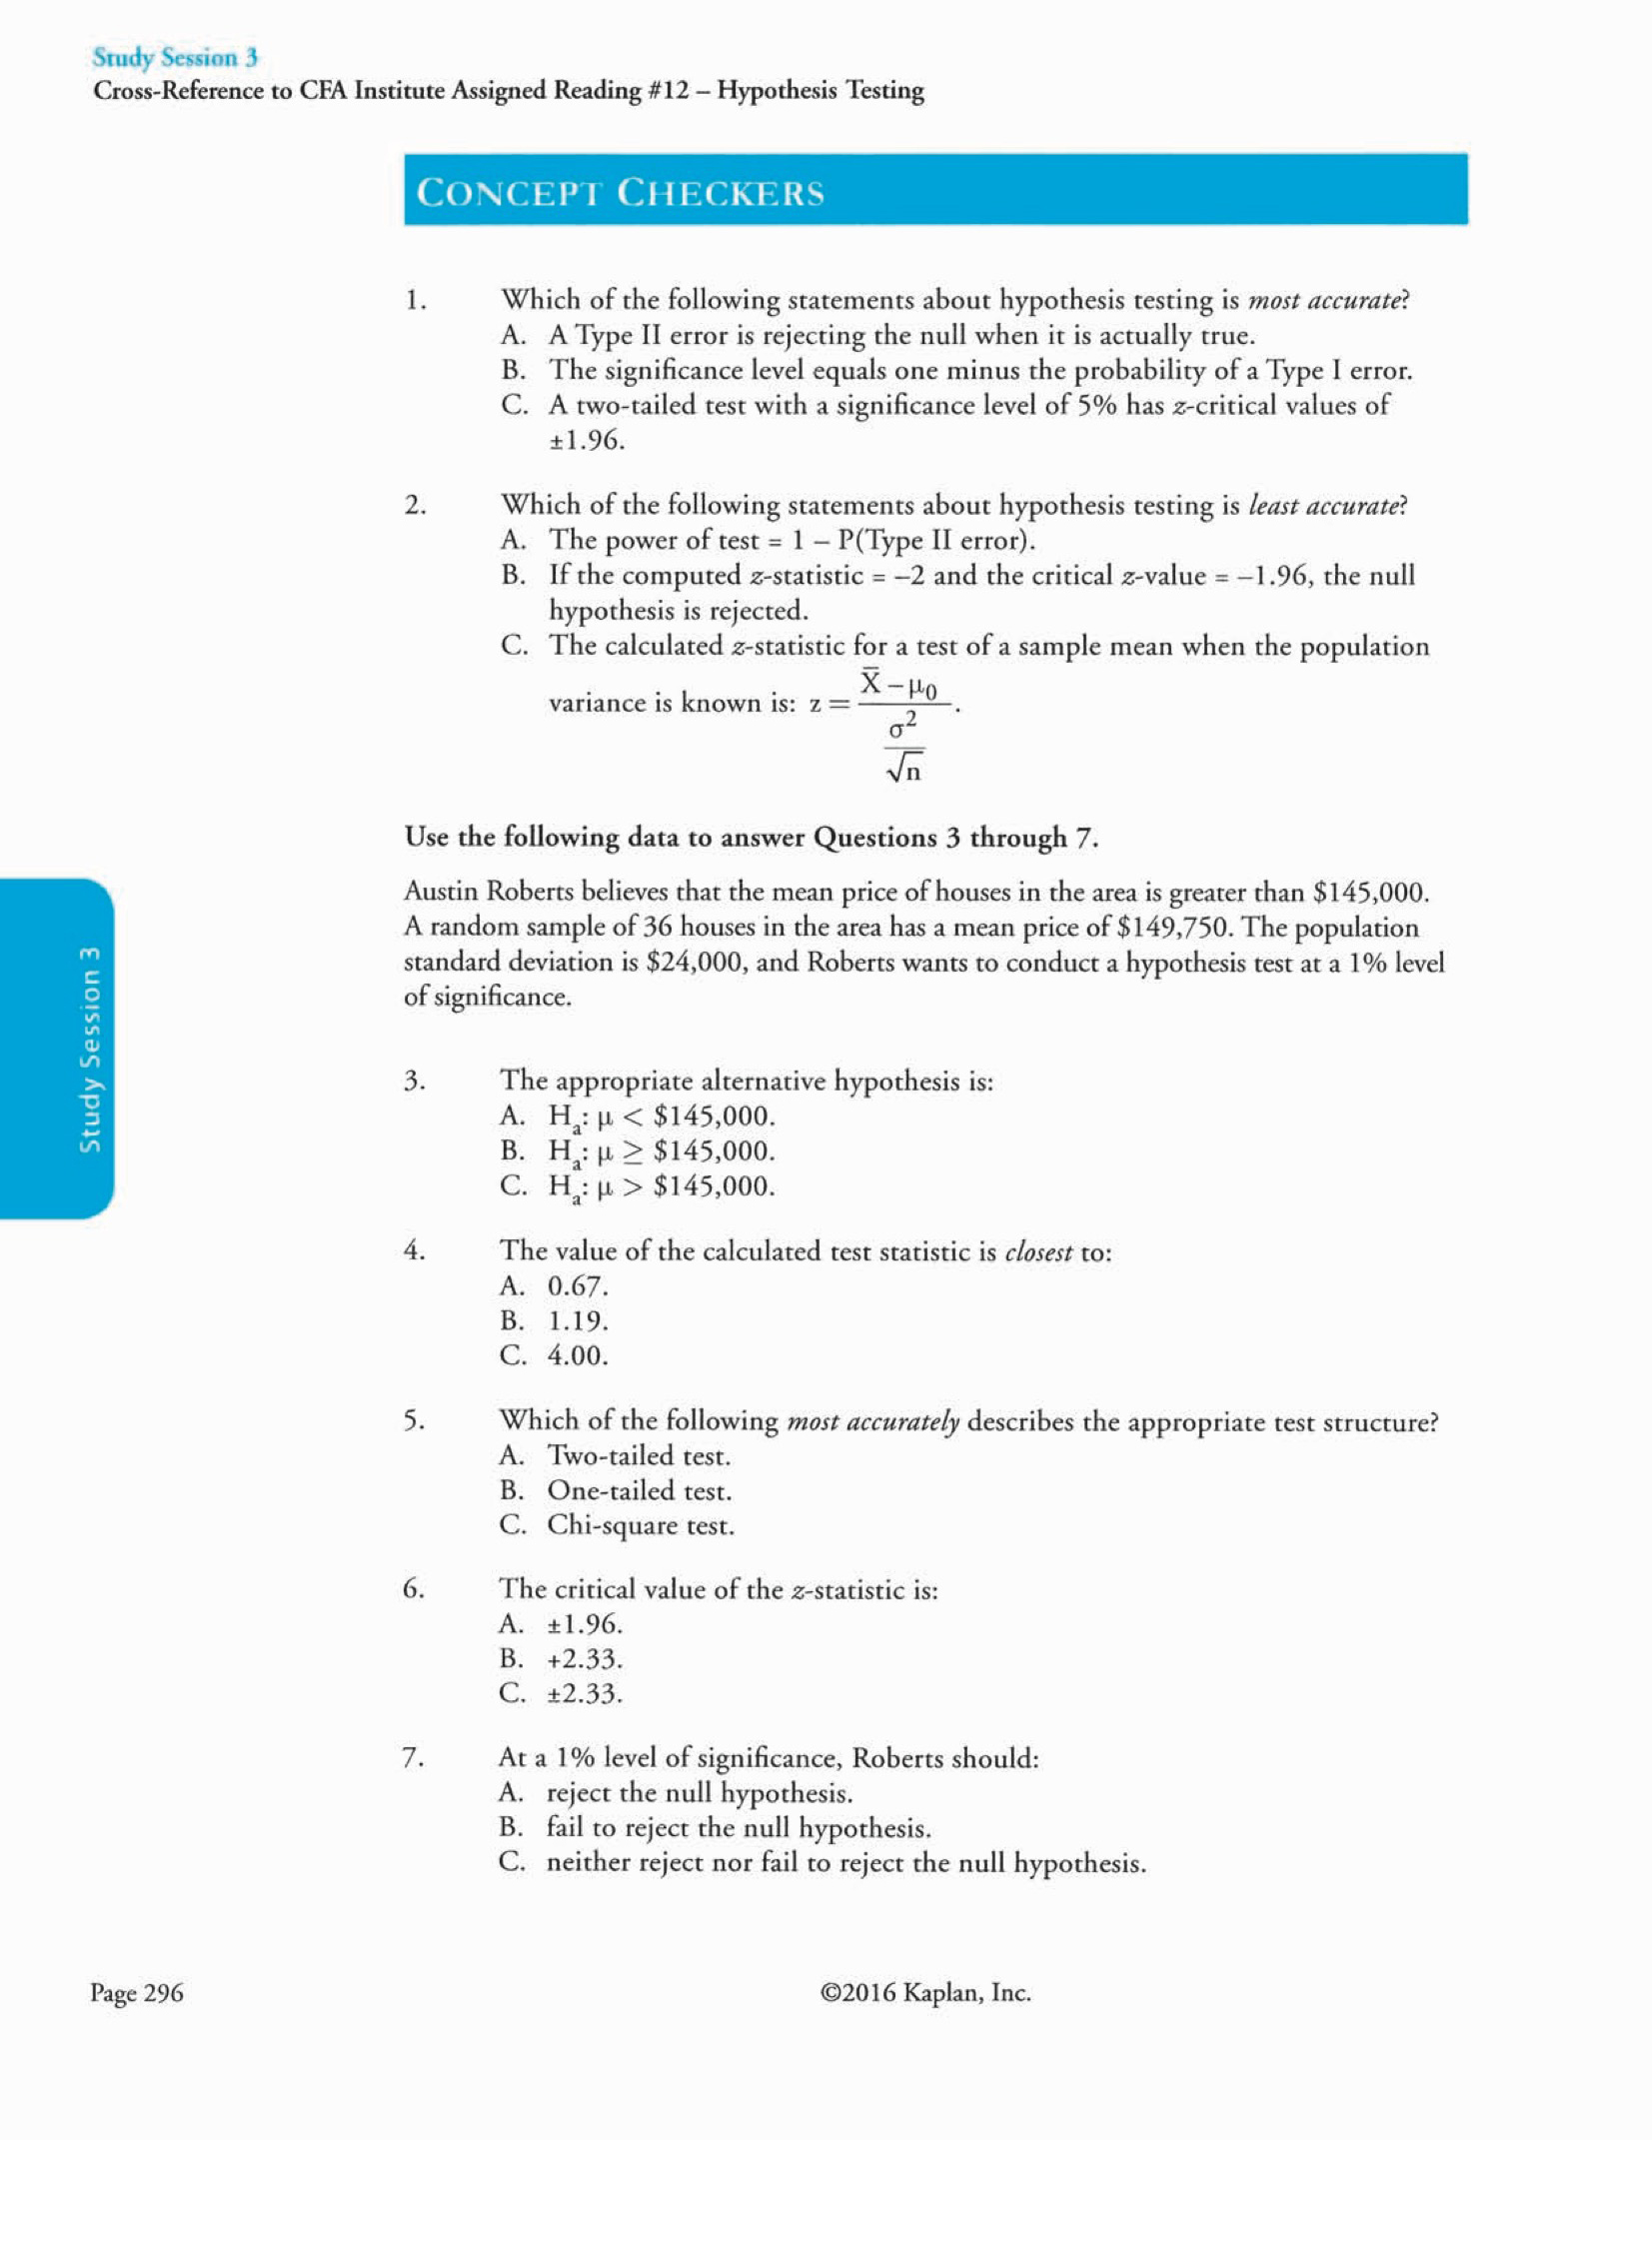 Study Session 3
Cross-Reference to CFA Institute Assigned Reading #12 – Hypothesis Testing
CONCEPT CHECKERS
1. Which of the following statements about hypothesis testing is most accurate?
A. A Type II error is rejecting the null when it is actually true.
B. The significance level equals one minus the probability of a Type I error.
C. A two-tailed test with a significance level of 5% has z-critical values of
±1.96.
2. Which of the following statements about hypothesis testing is least accurate?
A. The power of test = 1 – P(Type II error).
B. If the computed z-statistic = –2 and the critical z-value = –1.96, the null
hypothesis is rejected.
C. The calculated z-statistic for a test of a sample mean when the population
variance is known is: z = (X̄ – μ₀) / (σ² / √n).
Use the following data to answer Questions 3 through 7.
Austin Roberts believes that the mean price of houses in the area is greater than $145,000.
A random sample of 36 houses in the area has a mean price of $149,750. The population
standard deviation is $24,000, and Roberts wants to conduct a hypothesis test at a 1% level
of significance.
Study Session 3
3. The appropriate alternative hypothesis is:
A. Hₐ: μ < $145,000.
B. Hₐ: μ ≥ $145,000.
C. Hₐ: μ > $145,000.
4. The value of the calculated test statistic is closest to:
A. 0.67.
B. 1.19.
C. 4.00.
5. Which of the following most accurately describes the appropriate test structure?
A. Two-tailed test.
B. One-tailed test.
C. Chi-square test.
6. The critical value of the z-statistic is:
A. ±1.96.
B. +2.33.
C. ±2.33.
7. At a 1% level of significance, Roberts should:
A. reject the null hypothesis.
B. fail to reject the null hypothesis.
C. neither reject nor fail to reject the null hypothesis.
Page 296
©2016 Kaplan, Inc.